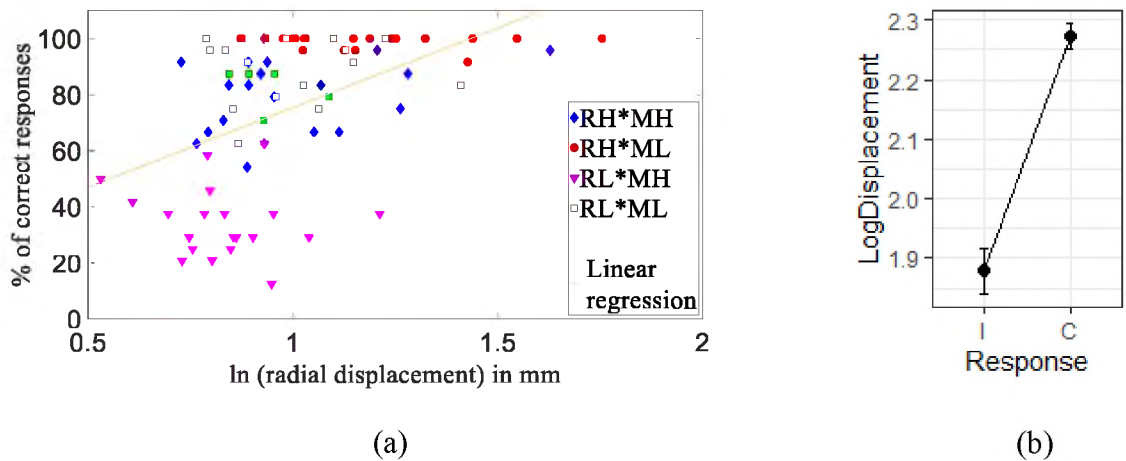 % of correct responses
100
80
60
40
20
0
0.5 1 1.5 2
ln (radial displacement) in mm
RH*MH
RH*ML
RL*MH
RL*ML
Linear
regression
(a)
LogDisplacement
2.3
2.2
2.1
2.0
1.9
I C
Response
(b)